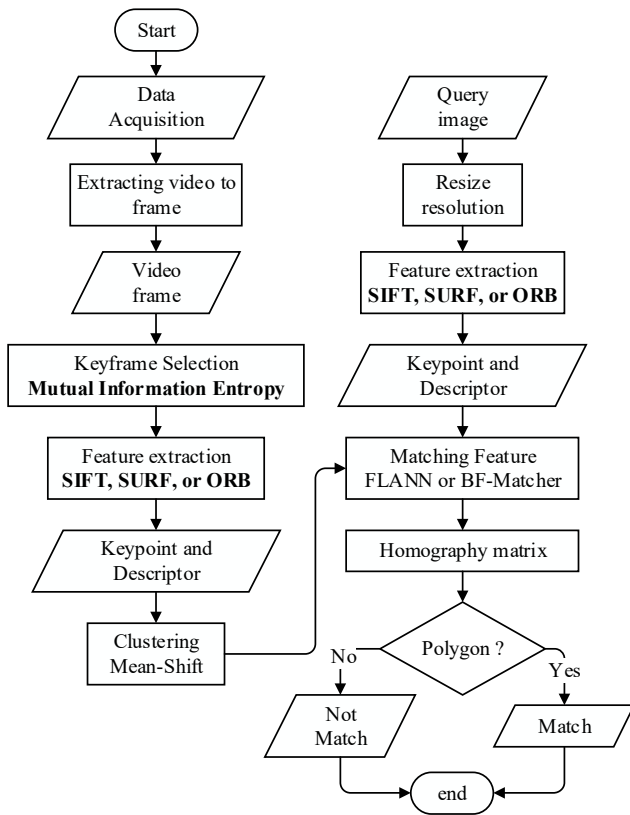 Start
Data
Acquisition
Extracting video to
frame
Video
frame
Keyframe Selection
Mutual Information Entropy
Feature extraction
SIFT, SURF, or ORB
Keypoint and
Descriptor
Clustering
Mean-Shift
Query
image
Resize
resolution
Feature extraction
SIFT, SURF, or ORB
Keypoint and
Descriptor
Matching Feature
FLANN or BF-Matcher
Homography matrix
Polygon ?
No
Yes
Not
Match
Match
end